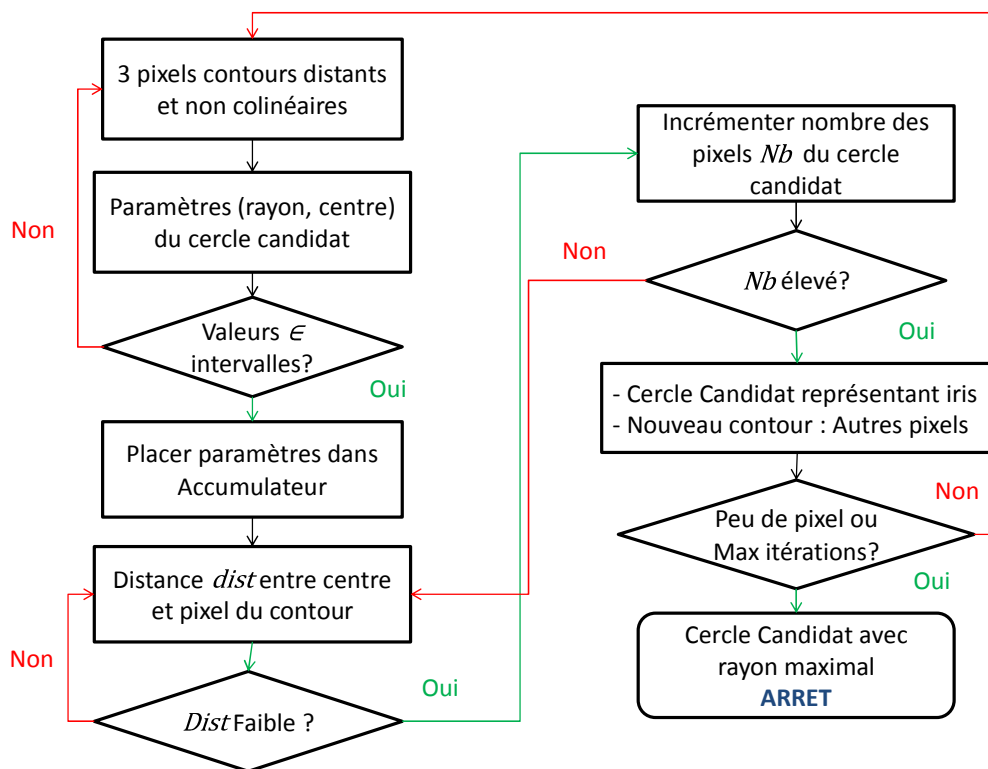 3 pixels contours distants
et non colinéaires
Paramètres (rayon, centre)
du cercle candidat
Non
Valeurs ∈
intervalles?
Oui
Placer paramètres dans
Accumulateur
Distance dist entre centre
et pixel du contour
Non
Dist Faible ?
Oui
Incrémenter nombre des
pixels Nb du cercle
candidat
Non
Nb élevé?
Oui
- Cercle Candidat représentant iris
- Nouveau contour : Autres pixels
Non
Peu de pixel ou
Max itérations?
Oui
Cercle Candidat avec
rayon maximal
ARRET